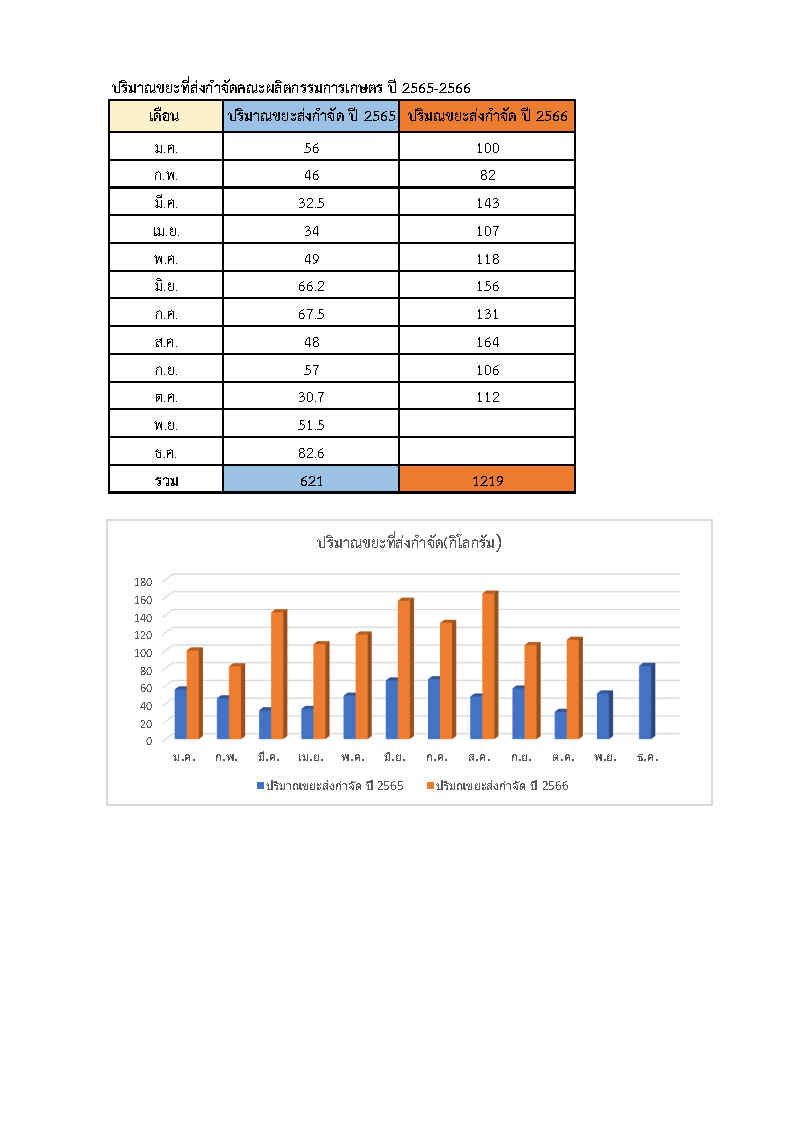 ปริมาณขยะที่ส่งกำจัดคณะผลิตกรรมการเกษตร ปี 2565-2566
เดือน ปริมาณขยะส่งกำจัด ปี 2565 ปริมณขยะส่งกำจัด ปี 2566
ม.ค. 56 100
ก.พ. 46 82
มี.ค. 32.5 143
เม.ย. 34 107
พ.ค. 49 118
มิ.ย. 66.2 156
ก.ค. 67.5 131
ส.ค. 48 164
ก.ย. 57 106
ต.ค. 30.7 112
พ.ย. 51.5
ธ.ค. 82.6
รวม 621 1219
ปริมาณขยะที่ส่งกำจัด(กิโลกรัม)
180
160
140
120
100
80
60
40
20
0
ม.ค. ก.พ. มี.ค. เม.ย. พ.ค. มิ.ย. ก.ค. ส.ค. ก.ย. ต.ค. พ.ย. ธ.ค.
ปริมาณขยะส่งกำจัด ปี 2565 ปริมณขยะส่งกำจัด ปี 2566